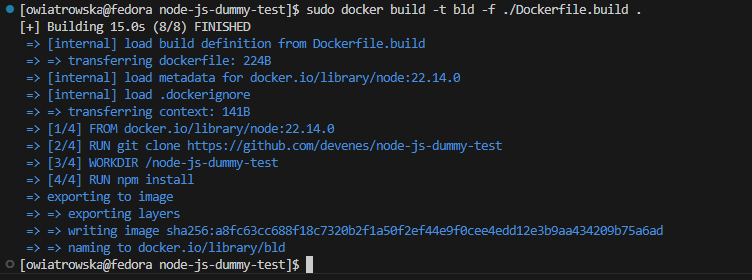 [owiatrowska@fedora node-js-dummy-test]$ sudo docker build -t bld -f ./Dockerfile.build .
[+] Building 15.0s (8/8) FINISHED
=> [internal] load build definition from Dockerfile.build
=> => transferring dockerfile: 224B
=> [internal] load metadata for docker.io/library/node:22.14.0
=> [internal] load .dockerignore
=> => transferring context: 141B
=> [1/4] FROM docker.io/library/node:22.14.0
=> [2/4] RUN git clone https://github.com/devenes/node-js-dummy-test
=> [3/4] WORKDIR /node-js-dummy-test
=> [4/4] RUN npm install
=> exporting to image
=> => exporting layers
=> => writing image sha256:a8fc63cc688f18c7320b2f1a50f2ef44e9f0cee4edd12e3b9aa434209b75a6ad
=> => naming to docker.io/library/bld
[owiatrowska@fedora node-js-dummy-test]$